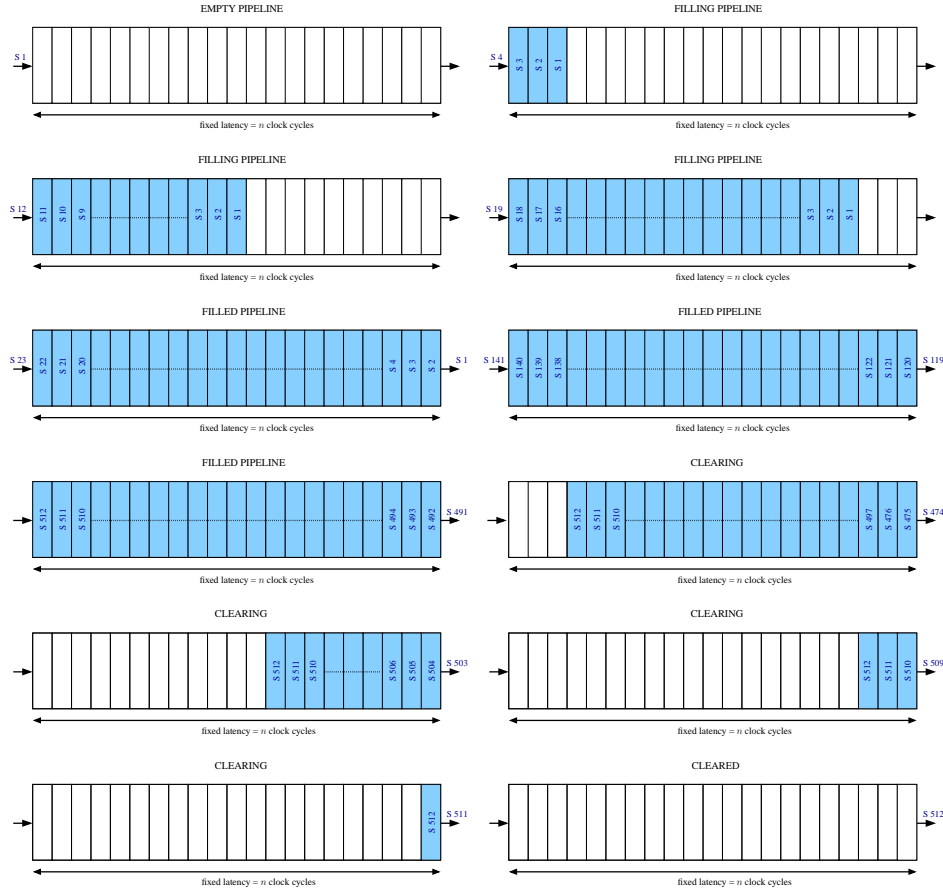 EMPTY PIPELINE
S 1
fixed latency = n clock cycles
FILLING PIPELINE
S 4
S 3
S 2
S 1
fixed latency = n clock cycles
FILLING PIPELINE
S 12
S 11
S 10
S 9
S 3
S 2
S 1
fixed latency = n clock cycles
FILLING PIPELINE
S 19
S 18
S 17
S 16
S 3
S 2
S 1
fixed latency = n clock cycles
FILLED PIPELINE
S 23
S 22
S 21
S 20
S 4
S 3
S 2
S 1
fixed latency = n clock cycles
FILLED PIPELINE
S 141
S 140
S 139
S 138
S 122
S 121
S 120
S 119
fixed latency = n clock cycles
FILLED PIPELINE
S 512
S 511
S 510
S 494
S 493
S 492
S 491
fixed latency = n clock cycles
CLEARING
S 512
S 511
S 510
S 497
S 476
S 475
S 474
fixed latency = n clock cycles
CLEARING
S 512
S 511
S 510
S 506
S 505
S 504
S 503
fixed latency = n clock cycles
CLEARING
S 512
S 511
S 510
S 509
fixed latency = n clock cycles
CLEARING
S 512
S 511
fixed latency = n clock cycles
CLEARED
S 512
fixed latency = n clock cycles